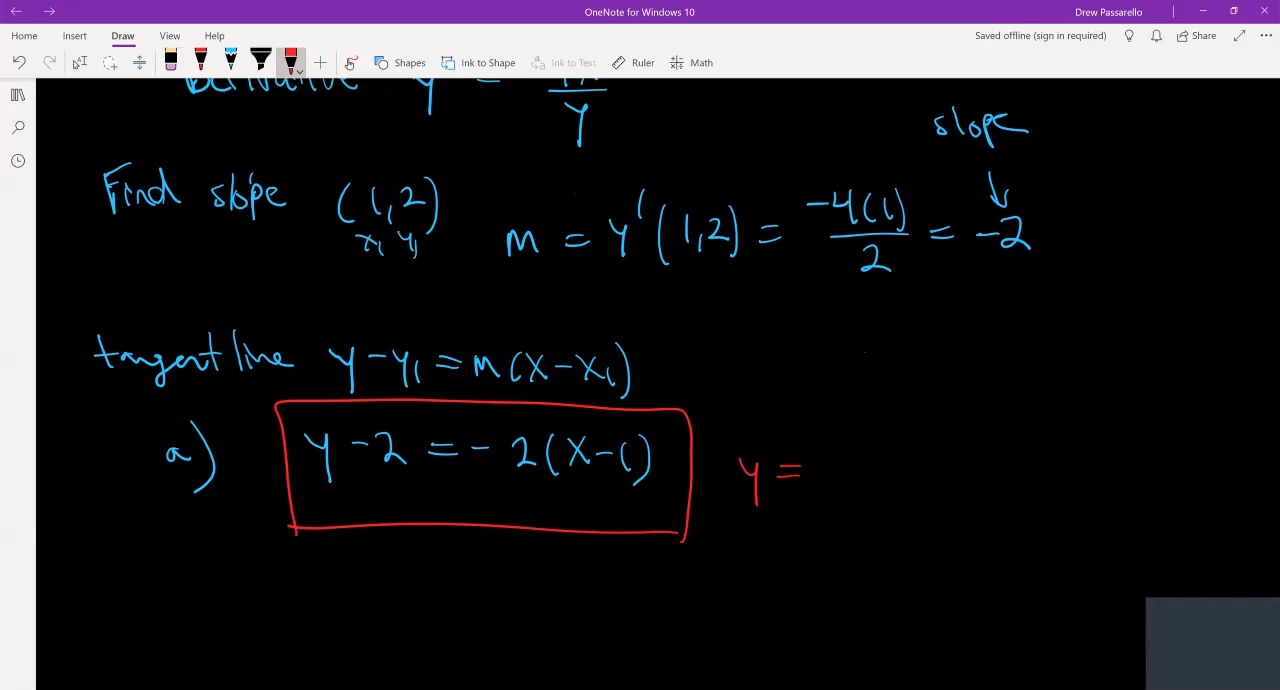 OneNote for Windows 10
Drew Passarello
Home Insert Draw View Help
Saved offline (sign in required)
Share
Shapes Ink to Shape Ink to Text Ruler Math
Derivative y =
y
slope
Find slope (1,2)
x₁ y₁
m = y'(1,2) = -4(1)/2 = -2
tangent line y - y₁ = m(x - x₁)
a) y - 2 = -2(x - 1)
y =